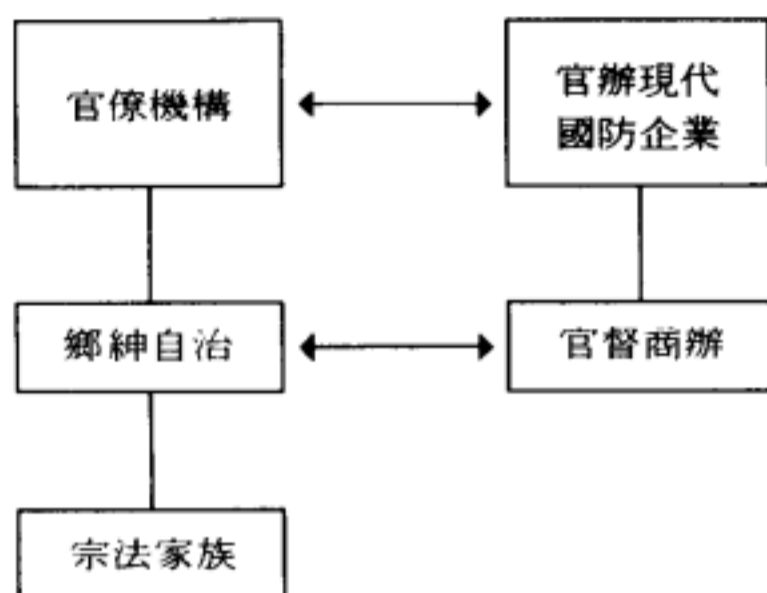 官僚機構
官辦現代
國防企業
鄉紳自治
官督商辦
宗法家族